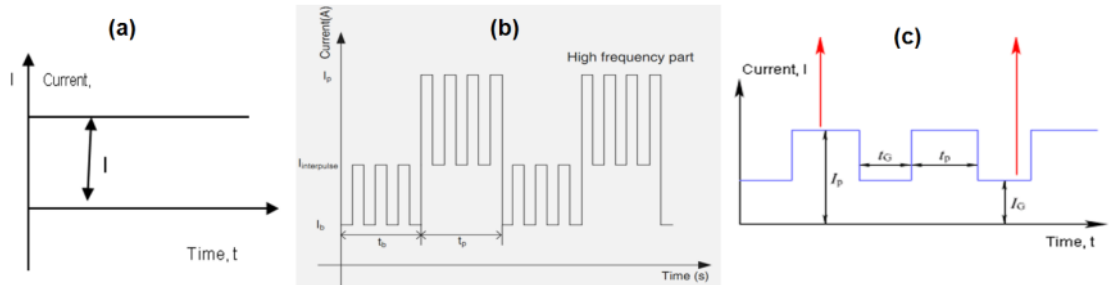 (a)
I
Current,
I
Time, t
(b)
Current(A)
High frequency part
Ip
Iinterpulse
Ib
tb
tp
Time (s)
(c)
Current, I
tG
tp
Ip
IG
Time, t